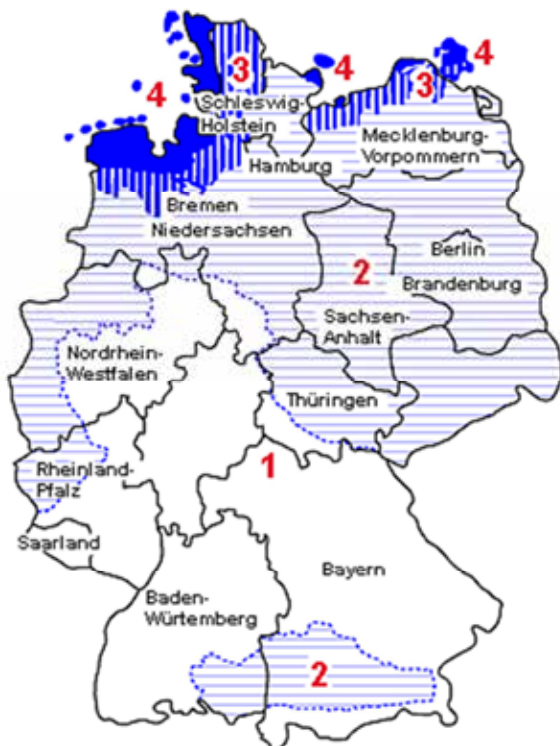 4
3
4
4
3
Schleswig-
Holstein
Mecklenburg-
Vorpommern
Hamburg
Bremen
Niedersachsen
Berlin
2
Brandenburg
Sachsen-
Anhalt
Nordrhein-
Westfalen
Thüringen
1
Rheinland-
Pfalz
Saarland
Bayern
Baden-
Würtemberg
2